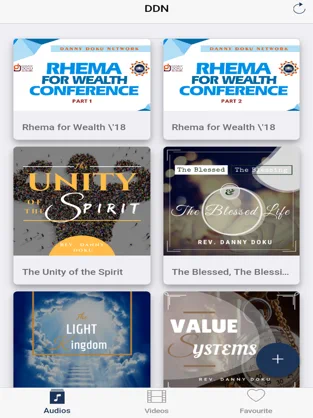 DDN
DANNY DOKU NETWORK
RHEMA
FOR WEALTH
CONFERENCE
PART 1
DANNY DOKU NETWORK
RHEMA
FOR WEALTH
CONFERENCE
PART 2
Rhema for Wealth \'18
Rhema for Wealth \'18
UNITY
OF
THE
Spirit
REV. DANNY
DOKU
The Blessed
The Blessing
&
The Blessed Life
REV. DANNY DOKU
The Unity of the Spirit
The Blessed, The Blessi...
the
LIGHT
Kingdom
VALUE
SYSTEMS
REV. DANNY DOKU
+
Audios
Videos
Favourite